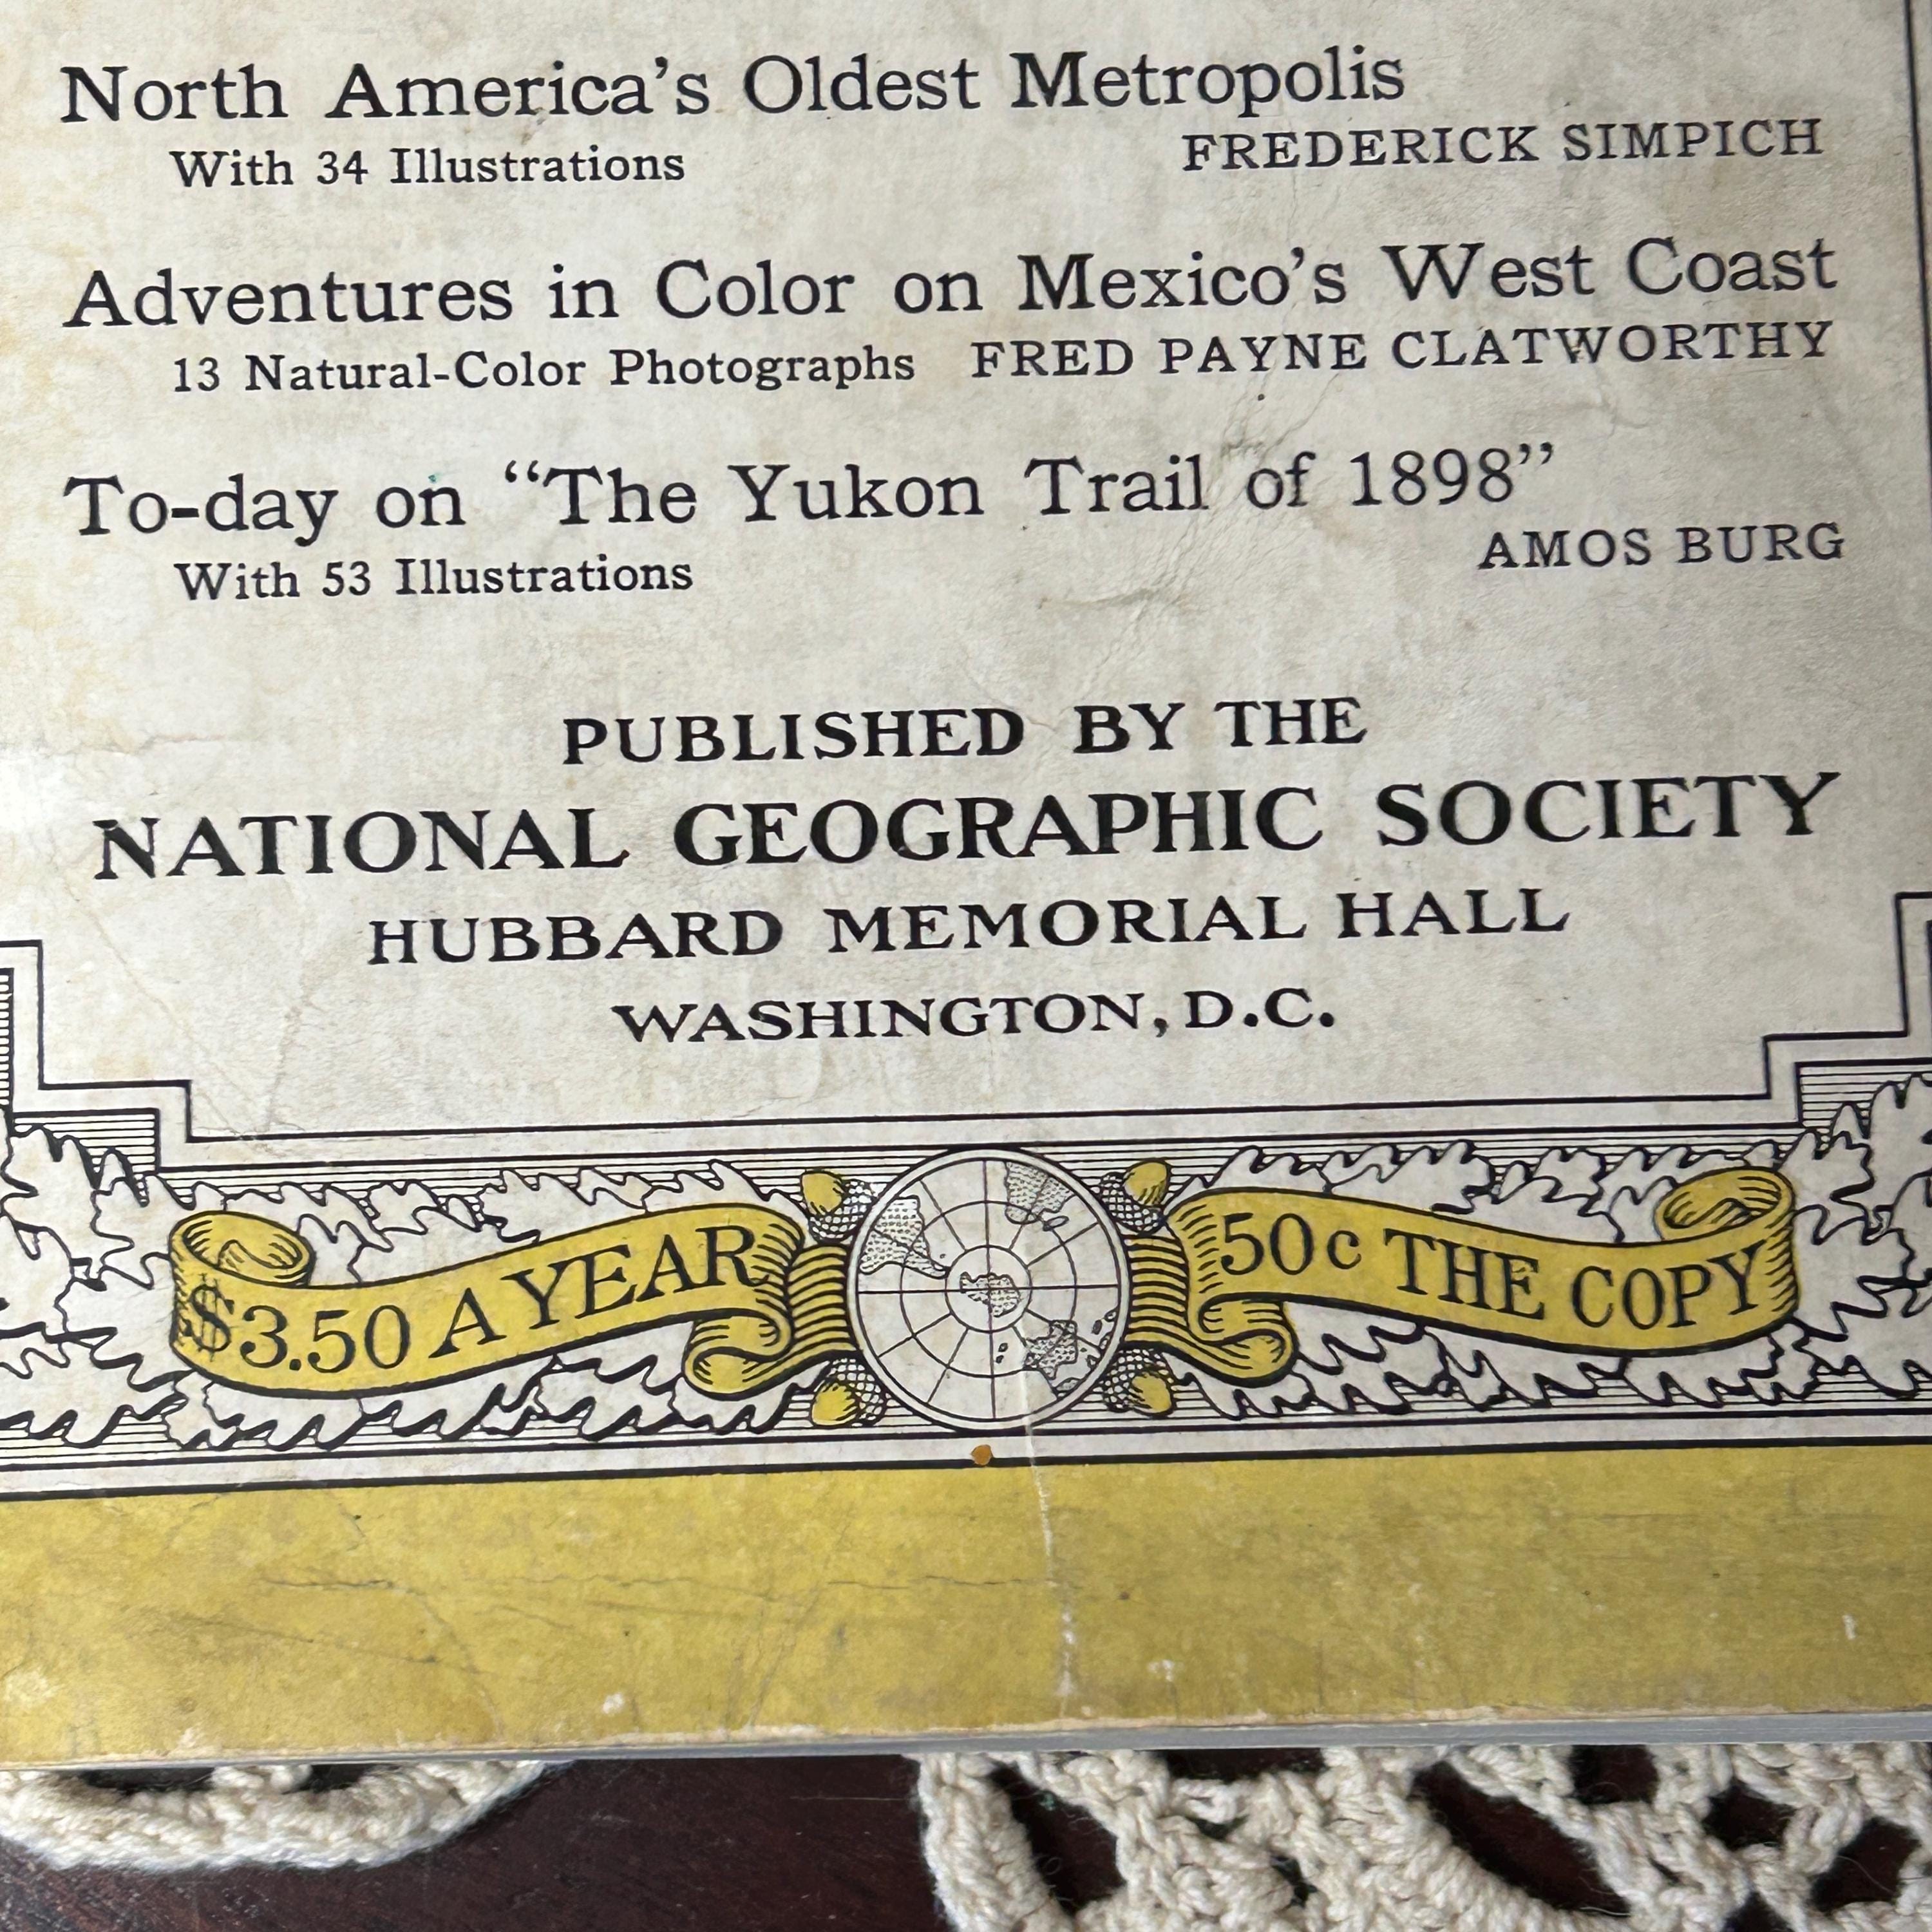 North America’s Oldest Metropolis
With 34 Illustrations FREDERICK SIMPICH
Adventures in Color on Mexico’s West Coast
13 Natural-Color Photographs FRED PAYNE CLATWORTHY
To-day on “The Yukon Trail of 1898”
With 53 Illustrations AMOS BURG
PUBLISHED BY THE
NATIONAL GEOGRAPHIC SOCIETY
HUBBARD MEMORIAL HALL
WASHINGTON, D.C.
$3.50 A YEAR 50c THE COPY